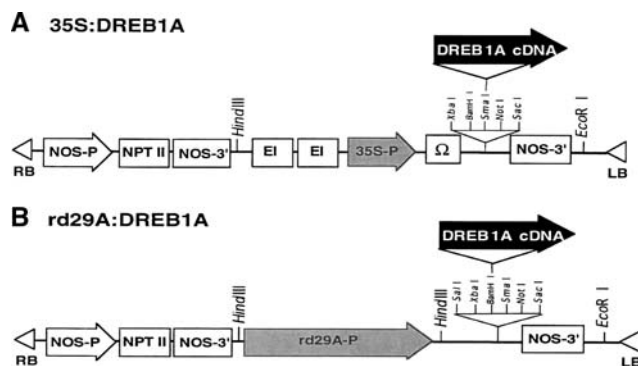 A 35S:DREB1A
DREB1A cDNA
Xba I BamH I Sma I Not I Sac I
HindIII
EcoR I
NOS-P NPT II NOS-3' EI EI 35S-P Ω NOS-3'
RB
LB
B rd29A:DREB1A
DREB1A cDNA
Sal I Xba I BamH I Sma I Not I Sac I
HindIII
HindIII
EcoR I
NOS-P NPT II NOS-3' rd29A-P NOS-3'
RB
LB